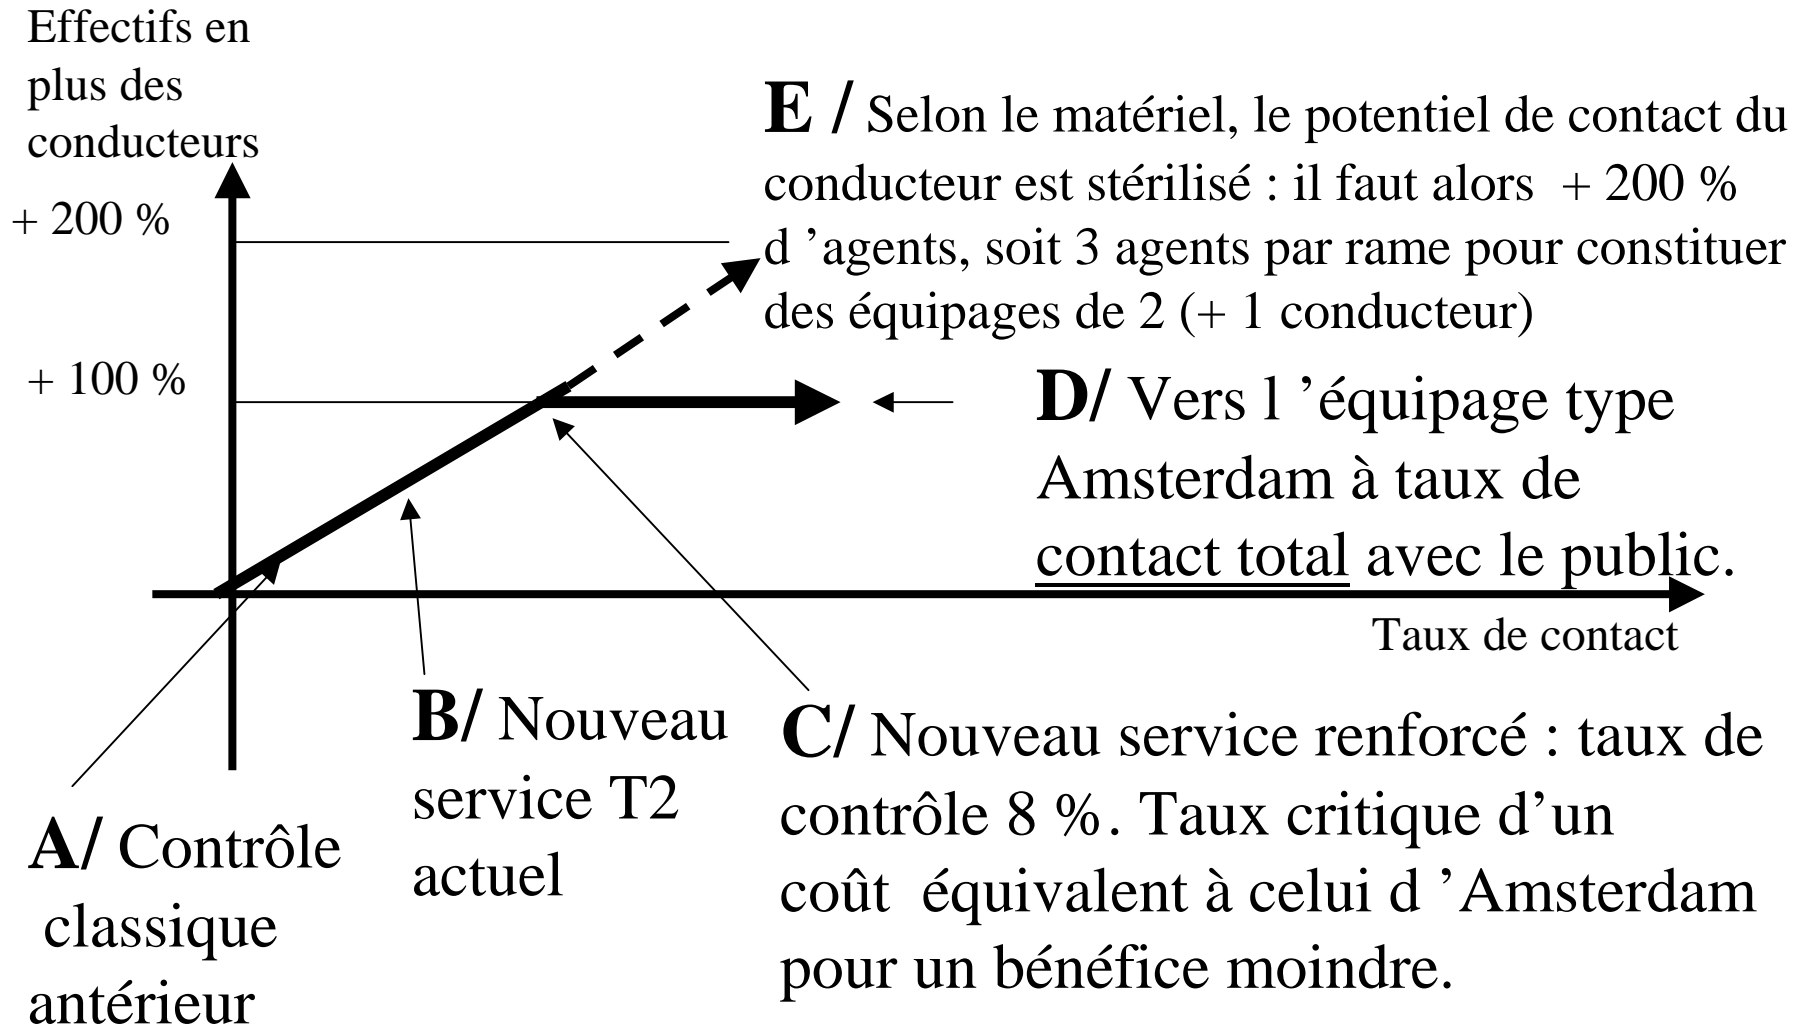 Effectifs en
plus des
conducteurs
+ 200 %
+ 100 %
E / Selon le matériel, le potentiel de contact du
conducteur est stérilisé : il faut alors  + 200 %
d ’agents, soit 3 agents par rame pour constituer
des équipages de 2 (+ 1 conducteur)
D/ Vers l ’équipage type
Amsterdam à taux de
contact total avec le public.
Taux de contact
A/ Contrôle
classique
antérieur
B/ Nouveau
service T2
actuel
C/ Nouveau service renforcé : taux de
contrôle 8 %. Taux critique d’un
coût  équivalent à celui d ’Amsterdam
pour un bénéfice moindre.